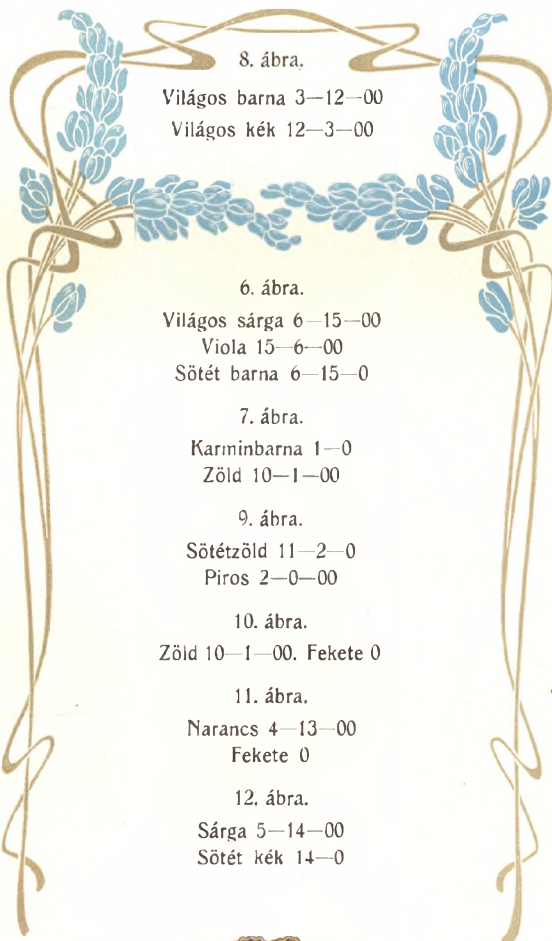 8. ábra.
Világos barna 3—12—00
Világos kék 12—3—00
6. ábra.
Világos sárga 6—15—00
Viola 15—6—00
Sötét barna 6—15—0
7. ábra.
Karminbarna 1—0
Zöld 10—1—00
9. ábra.
Sötétzöld 11—2—0
Piros 2—0—00
10. ábra.
Zöld 10—1—00. Fekete 0
11. ábra.
Narancs 4—13—00
Fekete 0
12. ábra.
Sárga 5—14—00
Sötét kék 14—0